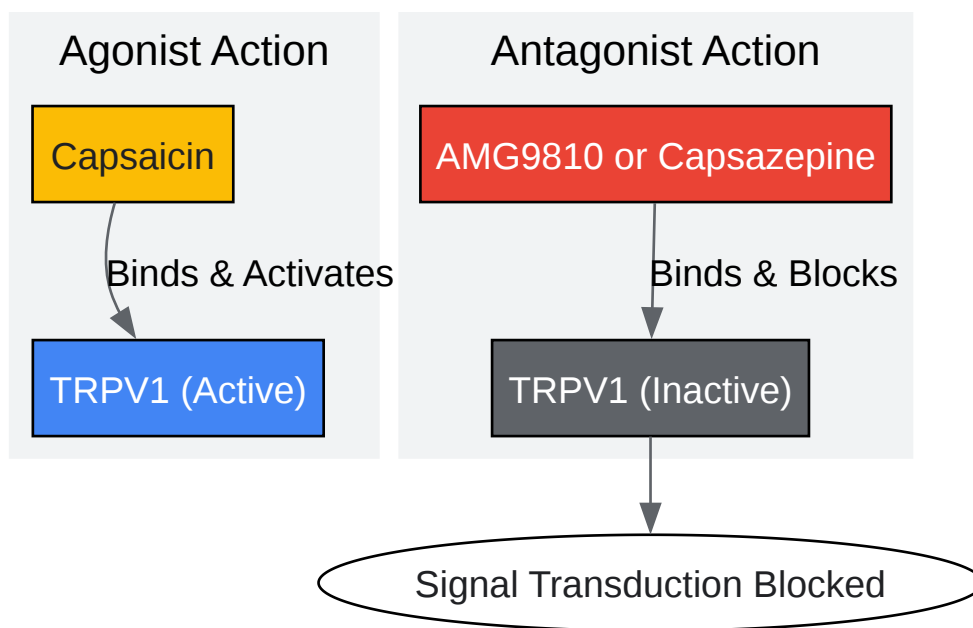 Agonist Action
Capsaicin
Binds & Activates
TRPV1 (Active)
Antagonist Action
AMG9810 or Capsazepine
Binds & Blocks
TRPV1 (Inactive)
Signal Transduction Blocked